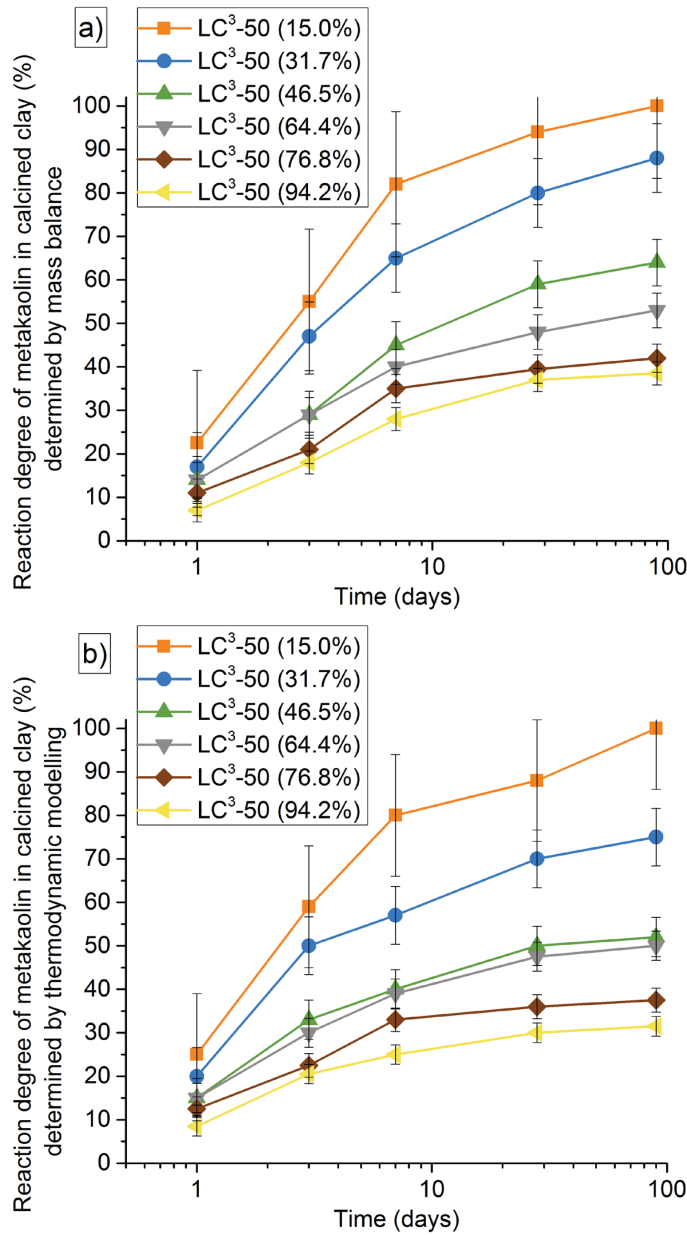 a)
LC³-50 (15.0%)
LC³-50 (31.7%)
LC³-50 (46.5%)
LC³-50 (64.4%)
LC³-50 (76.8%)
LC³-50 (94.2%)
Reaction degree of metakaolin in calcined clay (%)
determined by mass balance
100
90
80
70
60
50
40
30
20
10
0
1
10
100
Time (days)
b)
LC³-50 (15.0%)
LC³-50 (31.7%)
LC³-50 (46.5%)
LC³-50 (64.4%)
LC³-50 (76.8%)
LC³-50 (94.2%)
Reaction degree of metakaolin in calcined clay (%)
determined by thermodynamic modelling
100
90
80
70
60
50
40
30
20
10
0
1
10
100
Time (days)